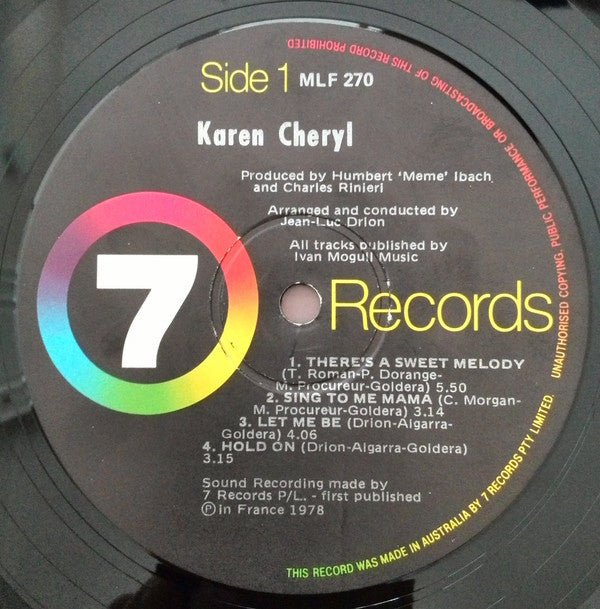 Side 1 MLF 270
Karen Cheryl
Produced by Humbert 'Meme' Ibach
and Charles Rinieri
Arranged and conducted by
Jean-Luc Drion
All tracks published by
Ivan Mogull Music
7 Records
1. THERE'S A SWEET MELODY
(T. Roman-P. Dorange-
M. Procureur-Goldera) 5.50
2. SING TO ME MAMA (C. Morgan-
M. Procureur-Goldera) 3.14
3. LET ME BE (Drion-Algarra-
Goldera) 4.06
4. HOLD ON (Drion-Algarra-Goldera)
3.15
Sound Recording made by
7 Records P/L. - first published
Ⓟ in France 1978
THIS RECORD WAS MADE IN AUSTRALIA BY 7 RECORDS PTY LIMITED. UNAUTHORISED COPYING, PUBLIC PERFORMANCE OR BROADCASTING OF THIS RECORD PROHIBITED.